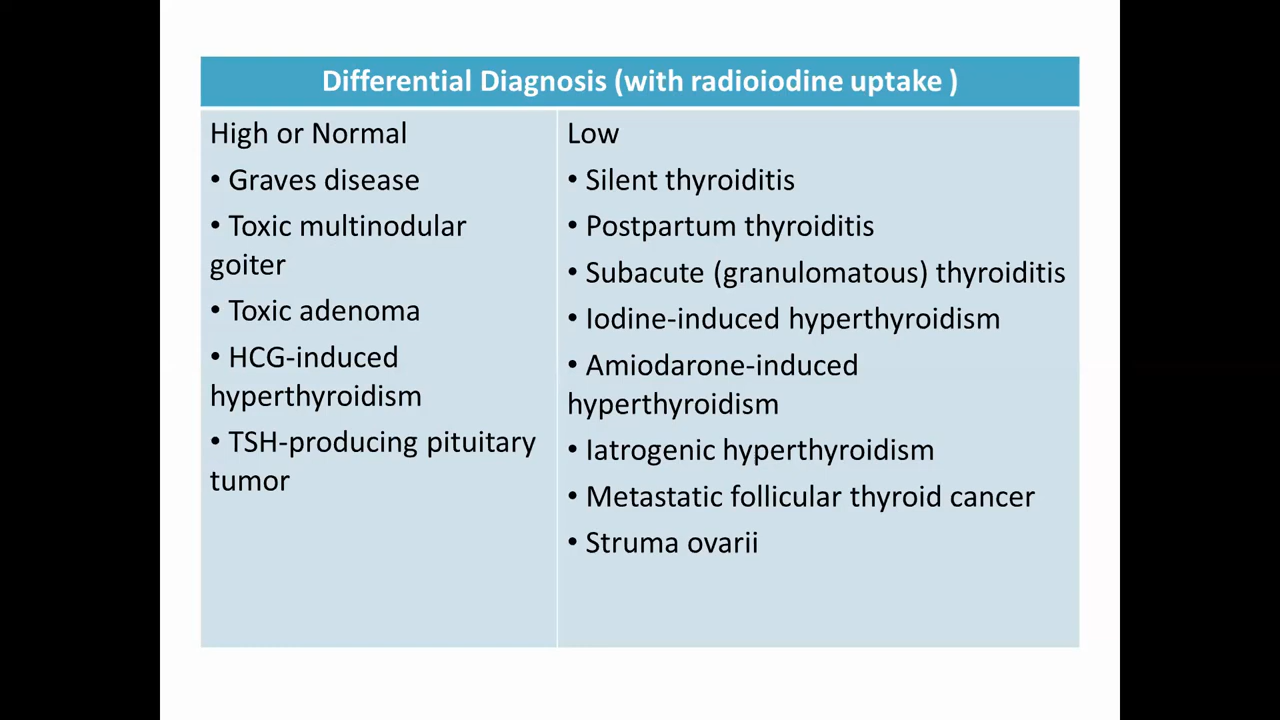 Differential Diagnosis (with radioiodine uptake )
High or Normal
• Graves disease
• Toxic multinodular
goiter
• Toxic adenoma
• HCG-induced
hyperthyroidism
• TSH-producing pituitary
tumor
Low
• Silent thyroiditis
• Postpartum thyroiditis
• Subacute (granulomatous) thyroiditis
• Iodine-induced hyperthyroidism
• Amiodarone-induced
hyperthyroidism
• Iatrogenic hyperthyroidism
• Metastatic follicular thyroid cancer
• Struma ovarii